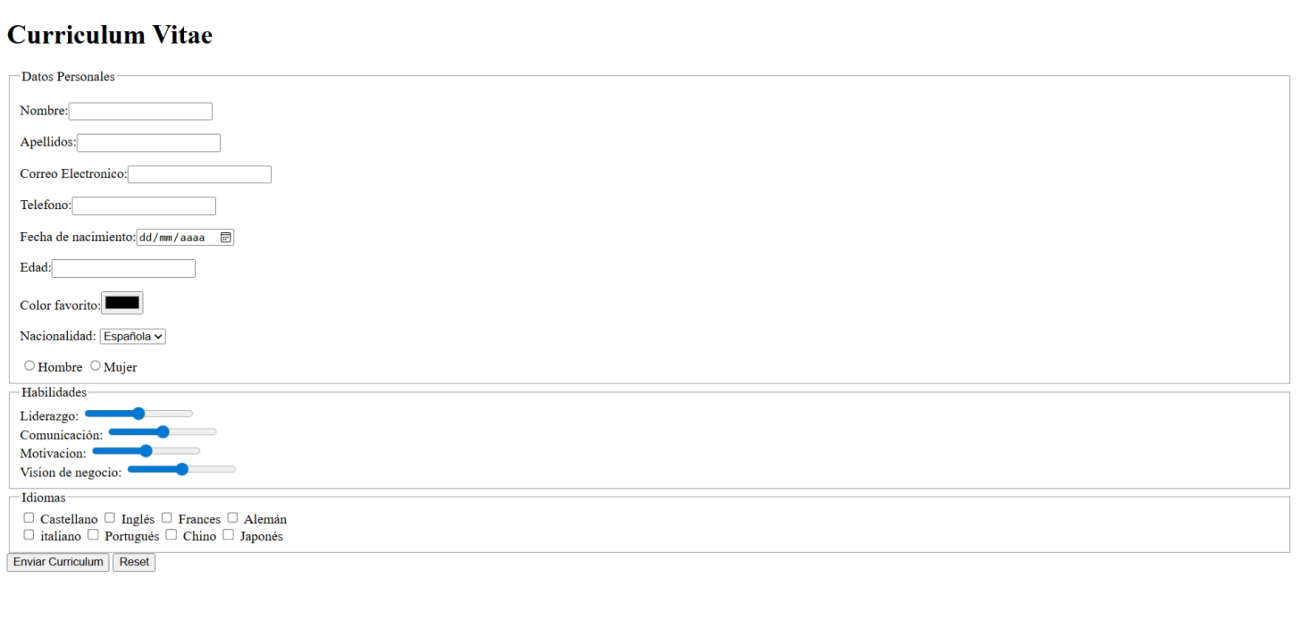 Curriculum Vitae
Datos Personales
Nombre:
Apellidos:
Correo Electronico:
Telefono:
Fecha de nacimiento: dd/mm/aaaa
Edad:
Color favorito:
Nacionalidad: Española
Hombre Mujer
Habilidades
Liderazgo:
Comunicación:
Motivacion:
Vision de negocio:
Idiomas
Castellano Inglés Frances Alemán
italiano Portugués Chino Japonés
Enviar Curriculum Reset